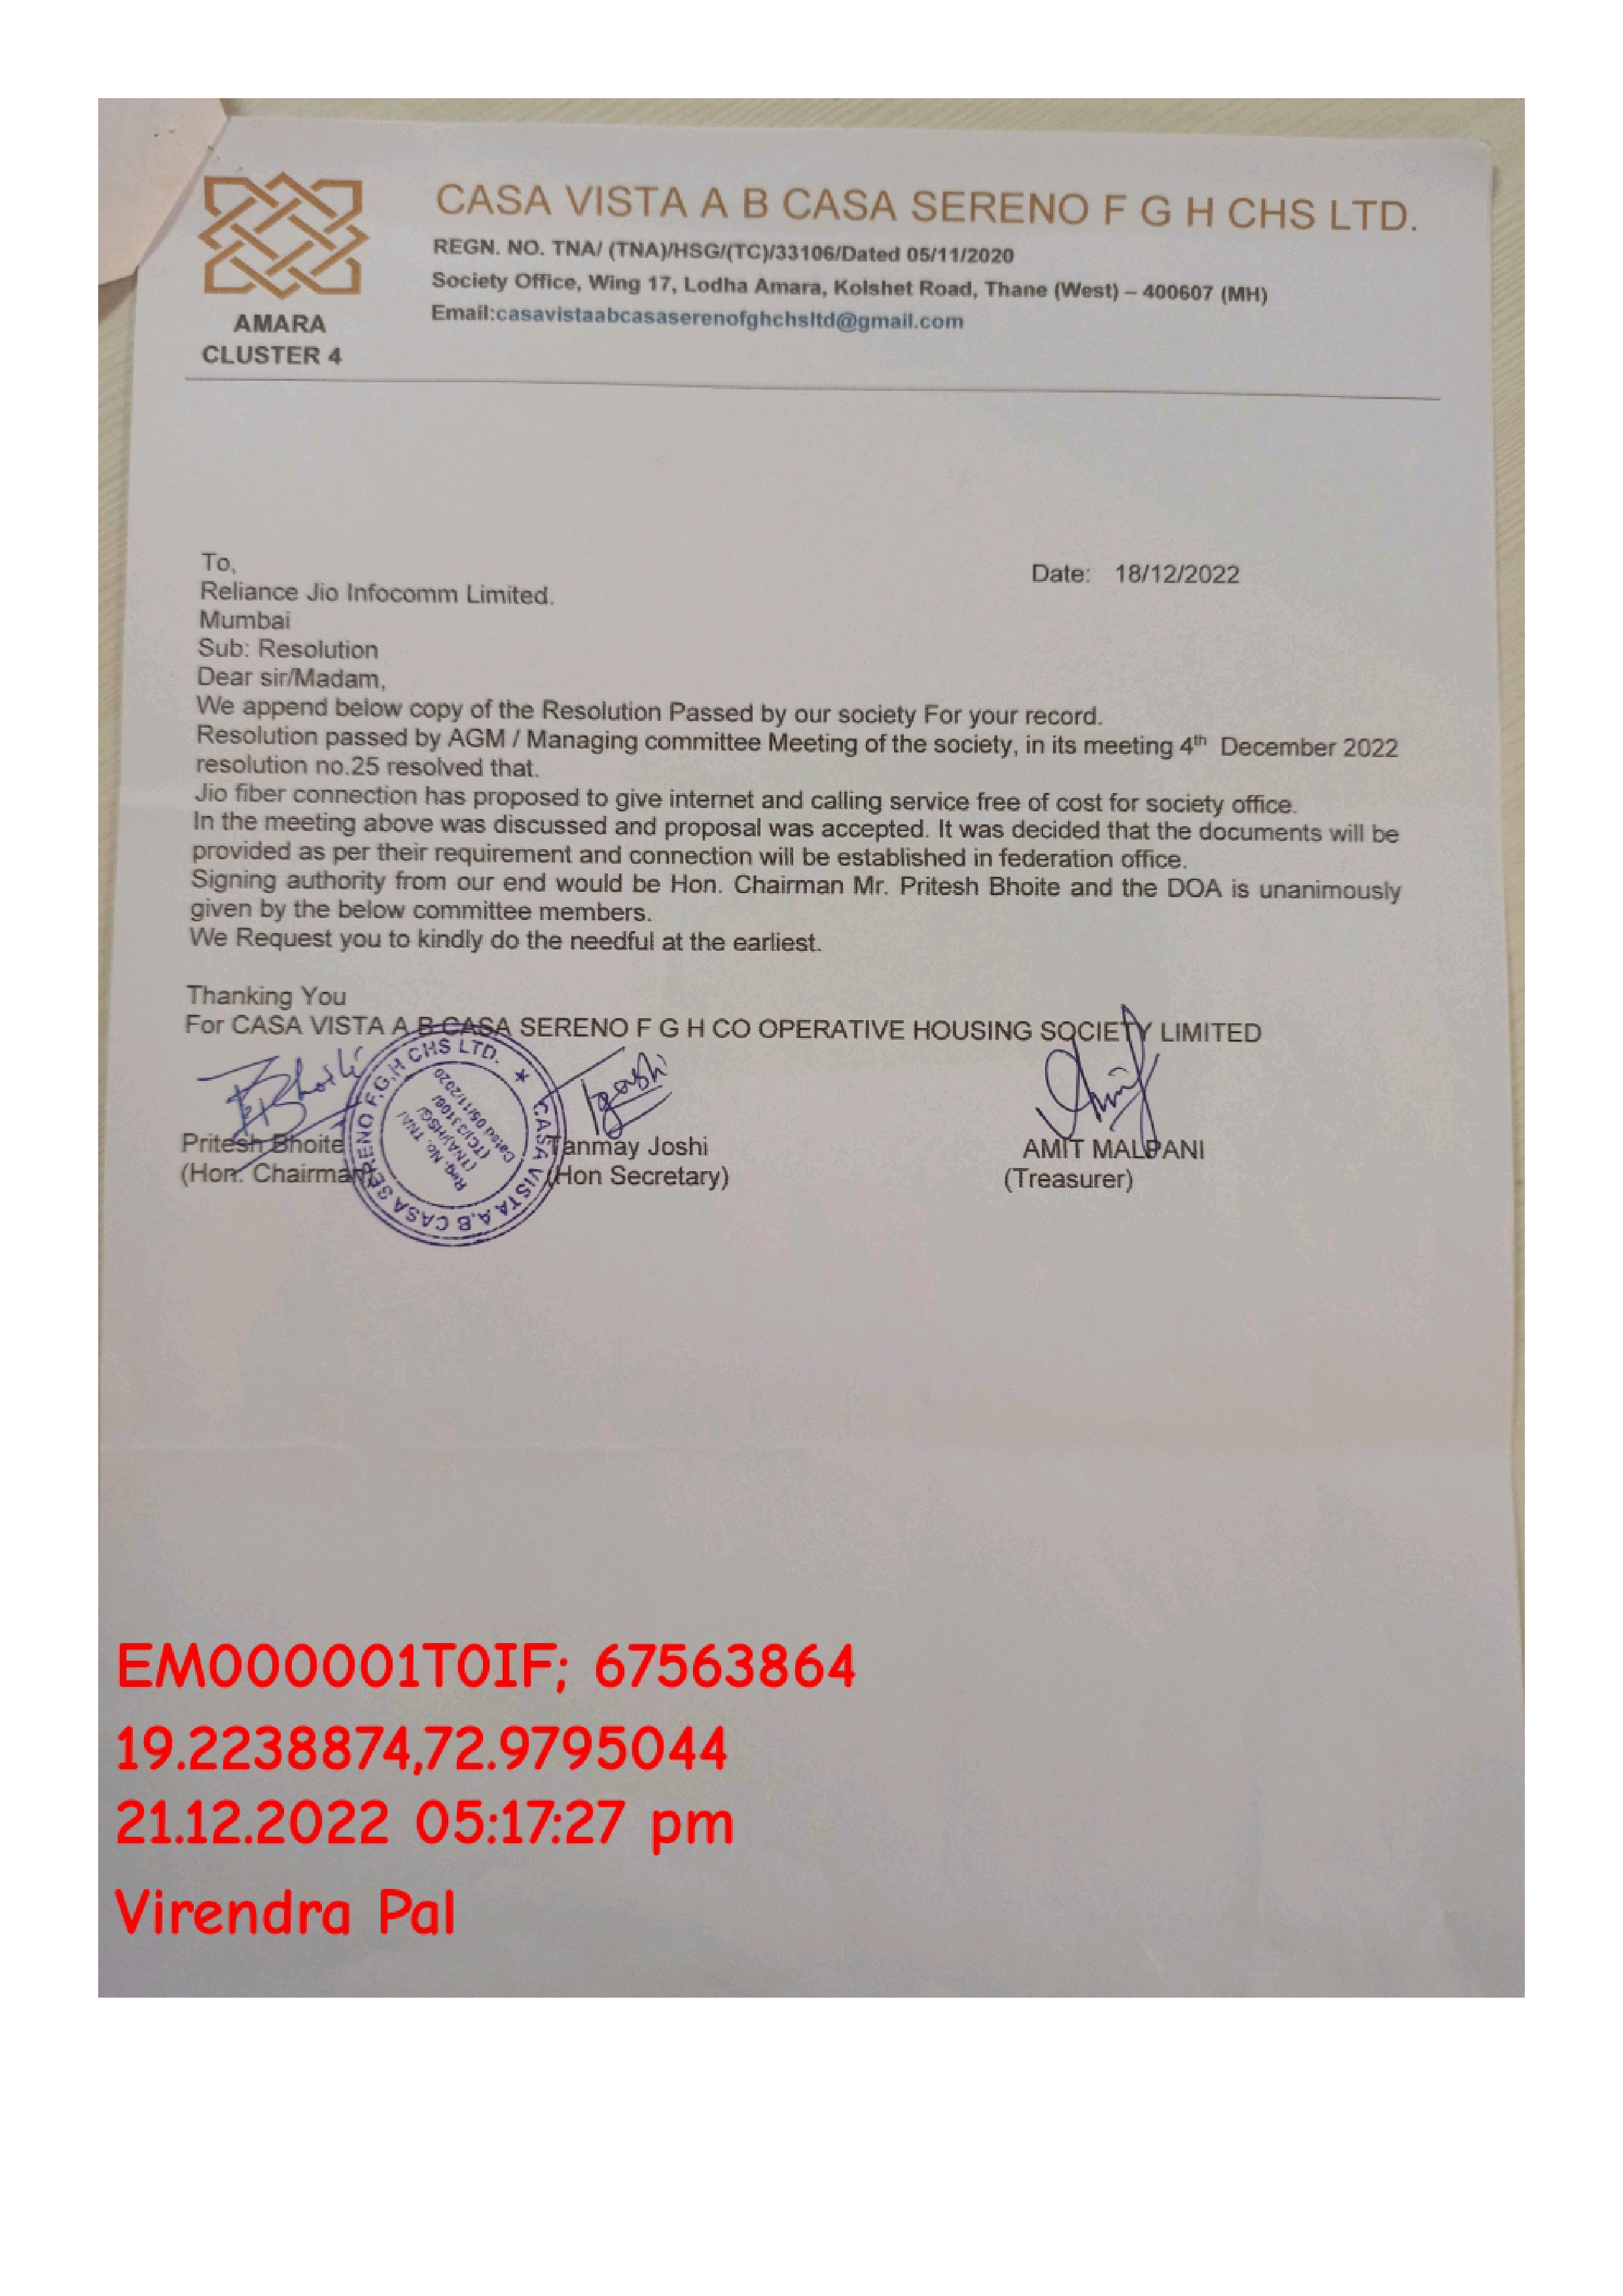 CASA VISTA A B CASA SERENO F G H CHS LTD.
REGN. NO. TNA/ (TNA)/HSG/(TC)/33106/Dated 05/11/2020
Society Office, Wing 17, Lodha Amara, Kolshet Road, Thane (West) – 400607 (MH)
Email:casavistaabcasaserenofghchsltd@gmail.com
AMARA
CLUSTER 4
To,
Date: 18/12/2022
Reliance Jio Infocomm Limited.
Mumbai
Sub: Resolution
Dear sir/Madam,
We append below copy of the Resolution Passed by our society For your record.
Resolution passed by AGM / Managing committee Meeting of the society, in its meeting 4th December 2022
resolution no.25 resolved that.
Jio fiber connection has proposed to give internet and calling service free of cost for society office.
In the meeting above was discussed and proposal was accepted. It was decided that the documents will be
provided as per their requirement and connection will be established in federation office.
Signing authority from our end would be Hon. Chairman Mr. Pritesh Bhoite and the DOA is unanimously
given by the below committee members.
We Request you to kindly do the needful at the earliest.
Thanking You
For CASA VISTA A B CASA SERENO F G H CO OPERATIVE HOUSING SOCIETY LIMITED
Bhoite
Joshi
Amit
CASA VISTA A,B CASA SERENO F,G,H CHS LTD. ★
Reg. No. TNA/
(TNA)/HSG/
(TC)/33106/
Dated 05/11/2020
Pritesh Bhoite
Tanmay Joshi
AMIT MALPANI
(Hon. Chairman)
(Hon Secretary)
(Treasurer)
EM000001T0IF; 67563864
19.2238874,72.9795044
21.12.2022 05:17:27 pm
Virendra Pal